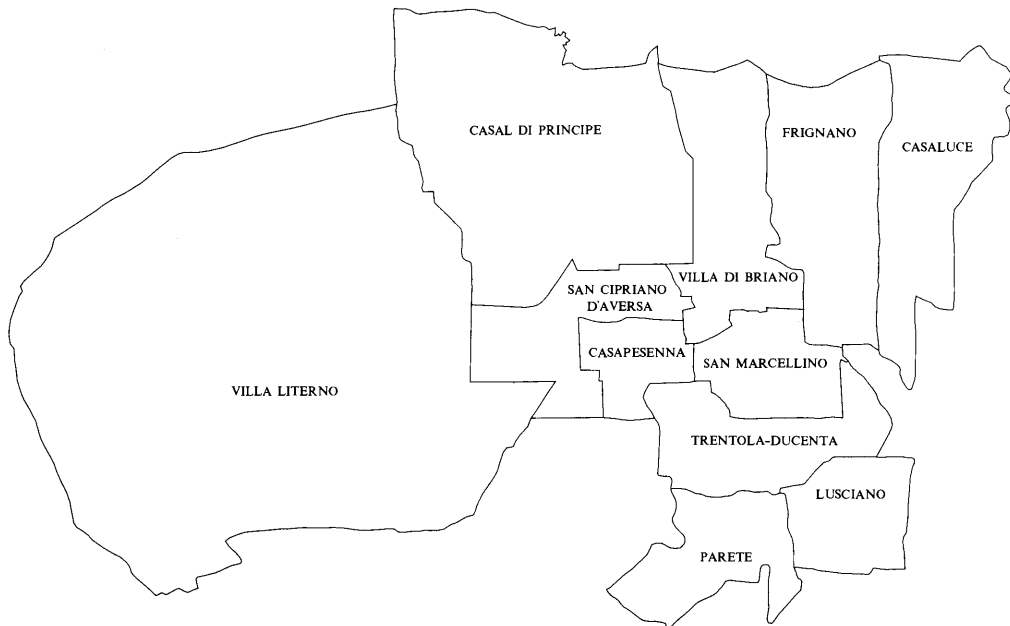 CASAL DI PRINCIPE
FRIGNANO
CASALUCE
VILLA DI BRIANO
SAN CIPRIANO
D'AVERSA
CASAPESENNA
SAN MARCELLINO
VILLA LITERNO
TRENTOLA-DUCENTA
LUSCIANO
PARETE